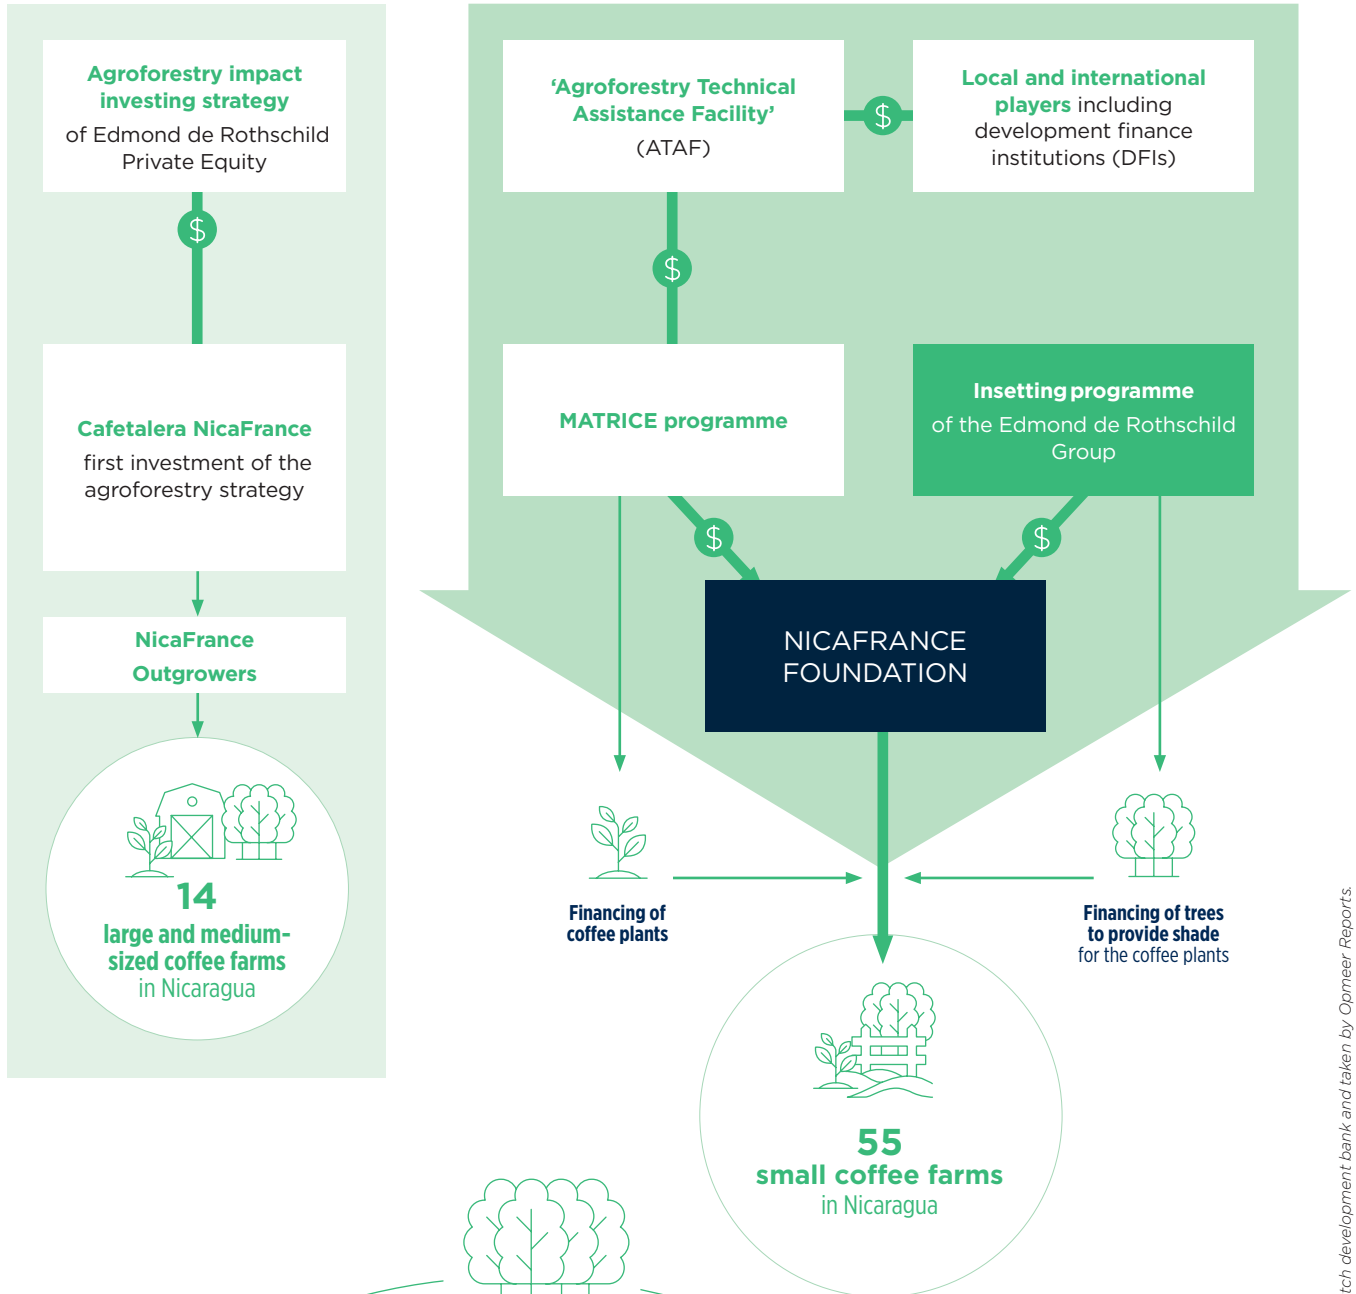 Agroforestry impact
investing strategy
of Edmond de Rothschild
Private Equity
$
Cafetalera NicaFrance
first investment of the
agroforestry strategy
NicaFrance
Outgrowers
14
large and medium-
sized coffee farms
in Nicaragua
‘Agroforestry Technical
Assistance Facility’
(ATAF)
$
Local and international
players including
development finance
institutions (DFIs)
$
MATRICE programme
Insetting programme
of the Edmond de Rothschild
Group
$
$
NICAFRANCE
FOUNDATION
Financing of
coffee plants
Financing of trees
to provide shade
for the coffee plants
55
small coffee farms
in Nicaragua
tch development bank and taken by Opmeer Reports.